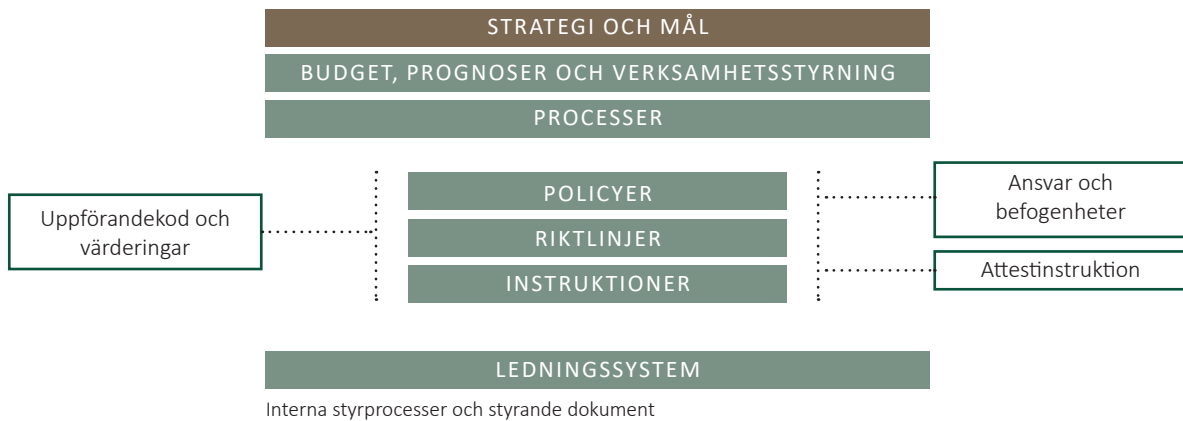 STRATEGI OCH MÅL
BUDGET, PROGNOSER OCH VERKSAMHETSSTYRNING
PROCESSER
Uppförandekod och
värderingar
POLICYER
RIKTLINJER
INSTRUKTIONER
Ansvar och
befogenheter
Attestinstruktion
LEDNINGSSYSTEM
Interna styrprocesser och styrande dokument